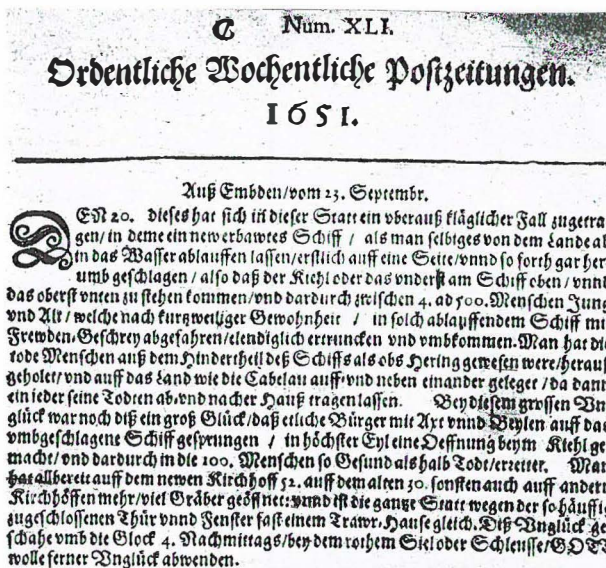 C Num. XLI.
Ordentliche Wochentliche Postzeitungen.
1651.
Auß Embden/vom 23. Septembr.
DEN 20. dieses hat sich in dieser Statt ein vberauß kläglicher Fall zugetra
gen/ in deme ein new erbawtes Schiff / als man selbiges von dem Lande al
in das Wasser ablauffen lassen/erstlich auff eine Seite/vnnd so forth gar her
umb geschlagen / also daß der Kiehl oder das vnderst am Schiff oben / vnnd
das oberst vnten zu stehen kommen/vnd dardurch zwischen 4. ad 500. Menschen Jung
vnd Alt / welche nach kurtzweiliger Gewohnheit / in solch ablauffendem Schiff mi
Frewden-Geschrey abgefahren/elendiglich ertruncken vnd vmbkommen. Man hat die
tode Menschen auß dem Hindertheil deß Schiffs als obs Hering gewesen were/herauß
geholet/vnd auff das Land wie die Cabelau auff-vnd neben einander geleget / da dann
ein ieder seine Todten ab-vnd nacher Hauß tragen lassen. Bey diesem grossen Vn
glück war noch diß ein groß Glück/daß etliche Bürger mit Axt vnnd Beylen auff das
vmbgeschlagene Schiff gesprungen / in höchster Eyl eine Oeffnung beym Kiehl ge
macht/vnd dardurch in die 100. Menschen so Gesund als halb Todt/errettet. Man
hat allbereit auff dem newen Kirchhoff 52. auff dem alten 30. sonsten auch auff andern
Kirchhöffen mehr/viel Gräber geöffnet: vnnd ist die gantze Statt wegen der so häuffig
zugeschlossenen Thür vnnd Fenster fast einem Trawr-Hause gleich. Diß Vnglück ge
schahe vmb die Glock 4. Nachmittags/bey dem rothem Siel oder Schleusse/GOTT
wolle ferner Vnglück abwenden.